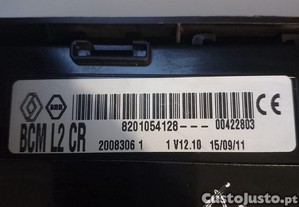 BCM L2 CR
8201054128--- 00422803
2008306 1 1 V12.10 15/09/11
CE
CustoJusto.pt